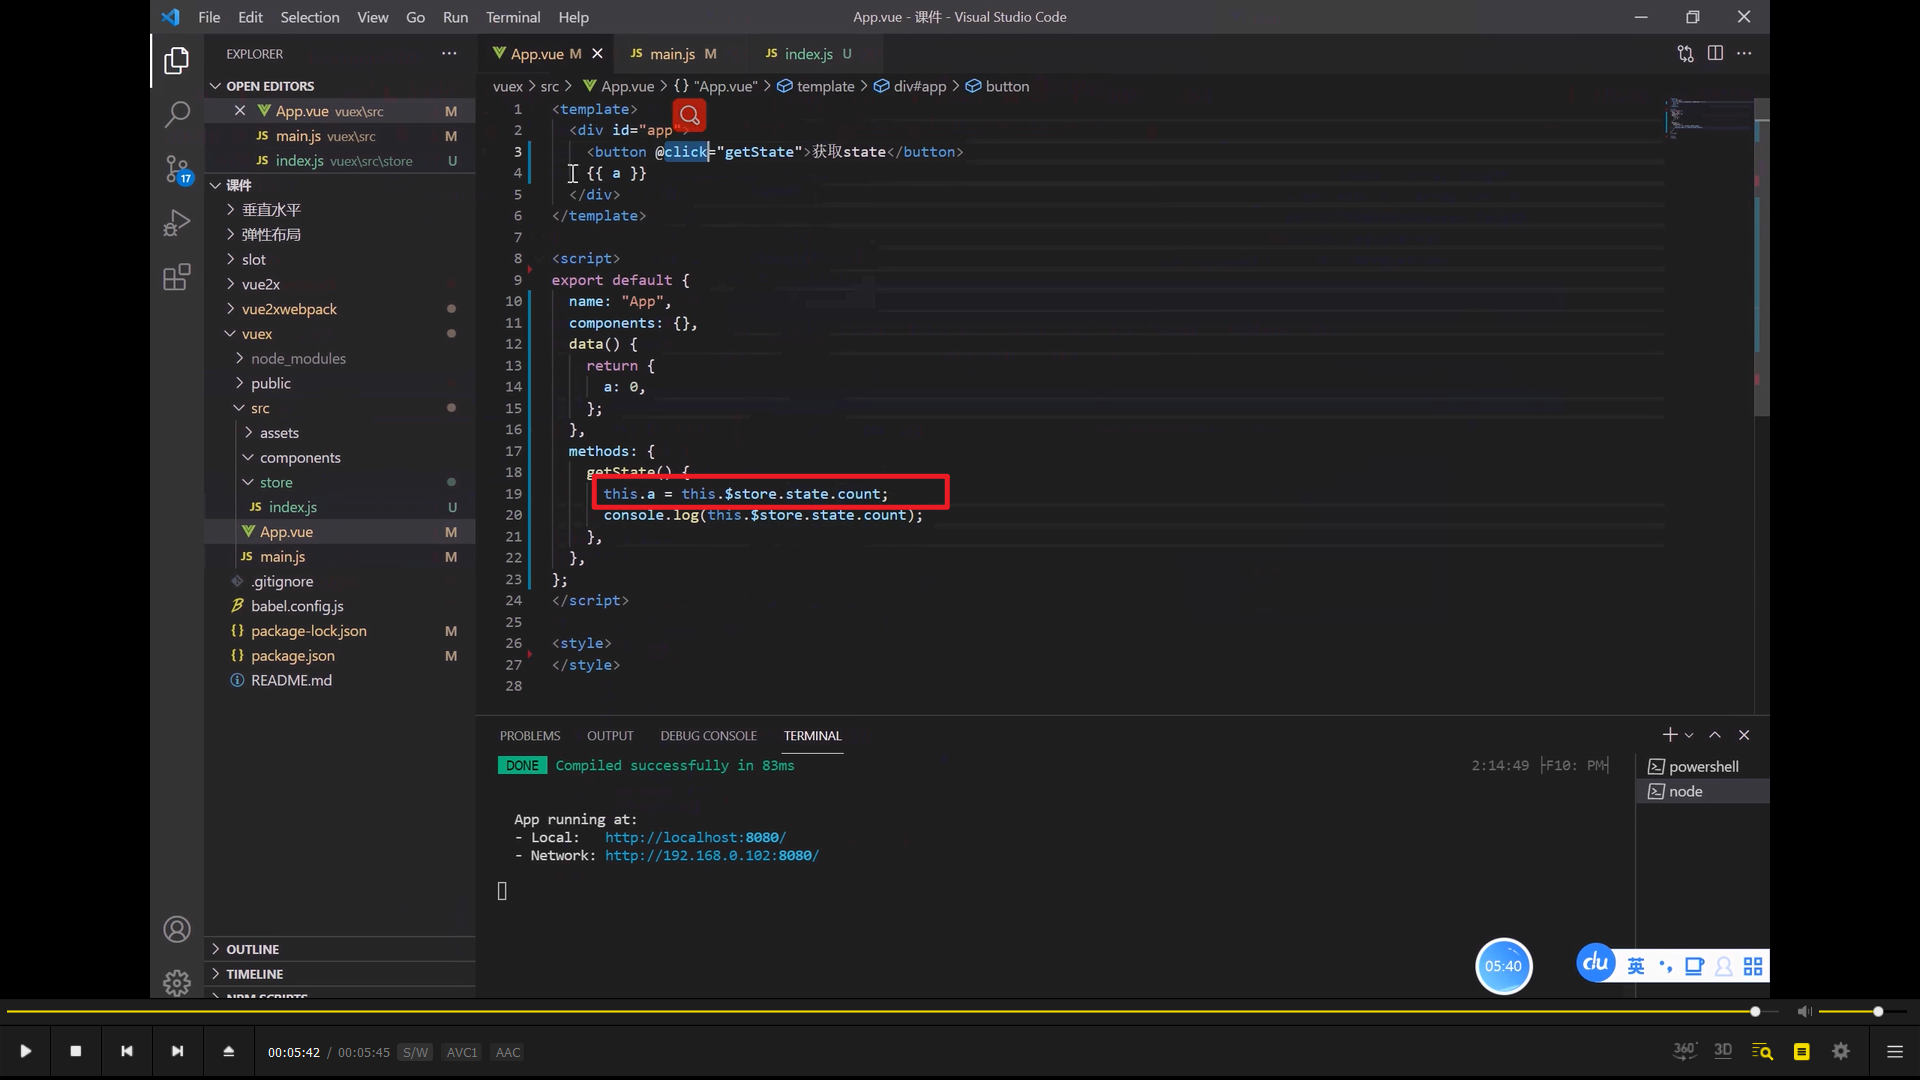 File Edit Selection View Go Run Terminal Help
App.vue - 课件 - Visual Studio Code
EXPLORER
OPEN EDITORS
App.vue vuex\src M
main.js vuex\src M
index.js vuex\src\store U
17
课件
垂直水平
弹性布局
slot
vue2x
vue2xwebpack
vuex
node_modules
public
src
assets
components
store
index.js U
App.vue M
main.js M
.gitignore
babel.config.js
package-lock.json M
package.json M
README.md
OUTLINE
TIMELINE
NPM SCRIPTS
App.vue M
JS main.js M
JS index.js U
vuex > src > App.vue > {} "App.vue" > template > div#app > button
1 <template>
2 <div id="app">
3 <button @click="getState">获取state</button>
4 {{ a }}
5 </div>
6 </template>
7
8 <script>
9 export default {
10 name: "App",
11 components: {},
12 data() {
13 return {
14 a: 0,
15 };
16 },
17 methods: {
18 getState() {
19 this.a = this.$store.state.count;
20 console.log(this.$store.state.count);
21 },
22 },
23 };
24 </script>
25
26 <style>
27 </style>
28
PROBLEMS OUTPUT DEBUG CONSOLE TERMINAL
DONE Compiled successfully in 83ms 2:14:49 ├F10: PM┤
App running at:
- Local: http://localhost:8080/
- Network: http://192.168.0.102:8080/
powershell
node
05:40
du 英
00:05:42 / 00:05:45 S/W AVC1 AAC
360° 3D